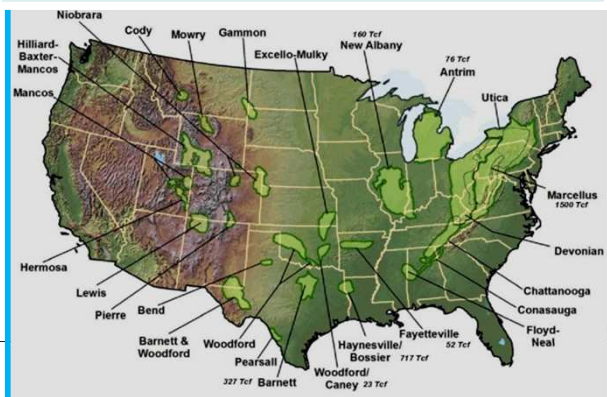 Niobrara
Cody
Mowry
Gammon
Hilliard-
Baxter-
Mancos
Mancos
Excello-Mulky
160 Tcf
New Albany
76 Tcf
Antrim
Utica
Marcellus
1500 Tcf
Devonian
Chattanooga
Conasauga
Floyd-
Neal
Fayetteville
52 Tcf
Haynesville/
Bossier 717 Tcf
Woodford/
Caney 23 Tcf
327 Tcf Barnett
Pearsall
Woodford
Barnett &
Woodford
Bend
Pierre
Lewis
Hermosa